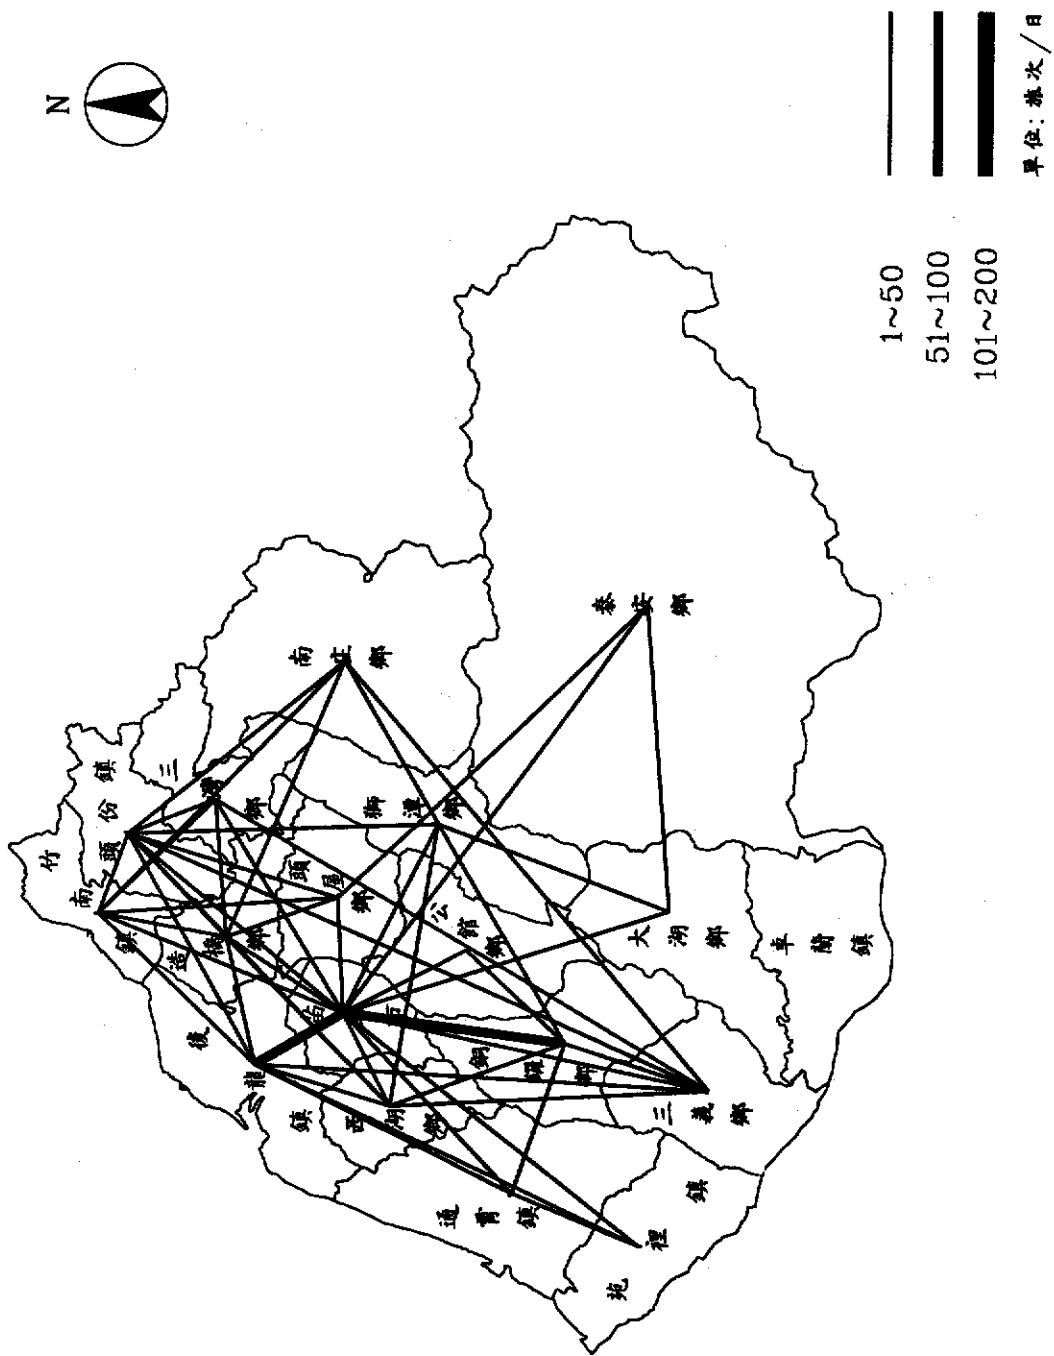 N
竹南鎮
頭份鎮
三灣鄉
南庄鄉
造橋鄉
後龍鎮
頭屋鄉
獅潭鄉
苗栗市
公館鄉
西湖鄉
銅鑼鄉
通霄鎮
泰安鄉
大湖鄉
卓蘭鎮
三義鄉
苑裡鎮
1~50
51~100
101~200
單位：旅次/日